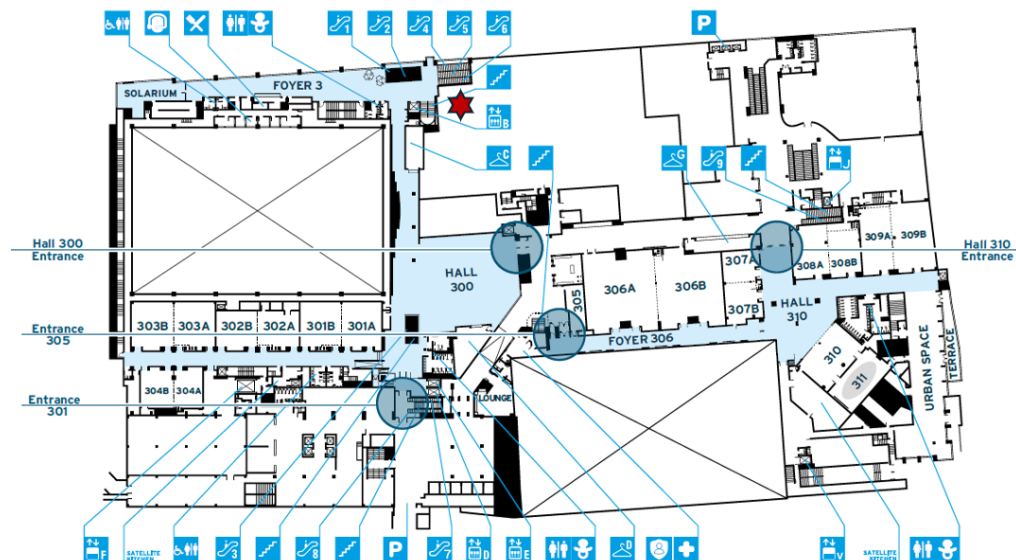 1
2
4
5
6
P
SOLARIUM
FOYER 3
B
C
G
9
J
Hall 300
Entrance
HALL
300
305
306A
306B
307A
307B
308A
308B
309A
309B
Hall 310
Entrance
HALL
310
303B
303A
302B
302A
301B
301A
Entrance
305
FOYER 306
310
311
URBAN SPACE
TERRACE
304B
304A
LOUNGE
Entrance
301
F
SATELLITE
KITCHEN
3
8
P
7
D
E
D
V
SATELLITE
KITCHEN